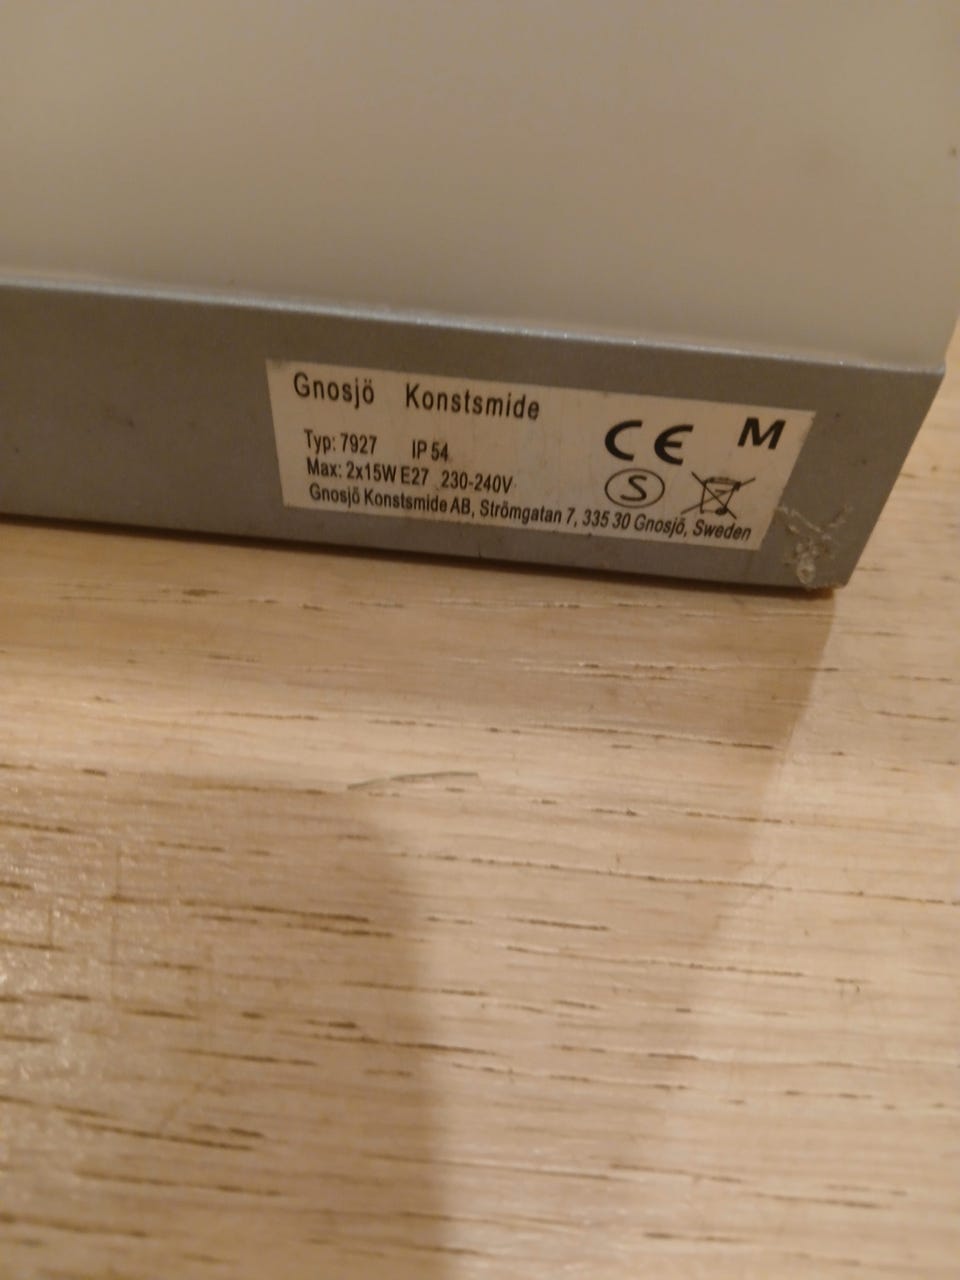 Gnosjö Konstsmide
CE M
Typ: 7927 IP 54
Max: 2x15W E27 230-240V
S
Gnosjö Konstsmide AB, Strömgatan 7, 335 30 Gnosjö, Sweden